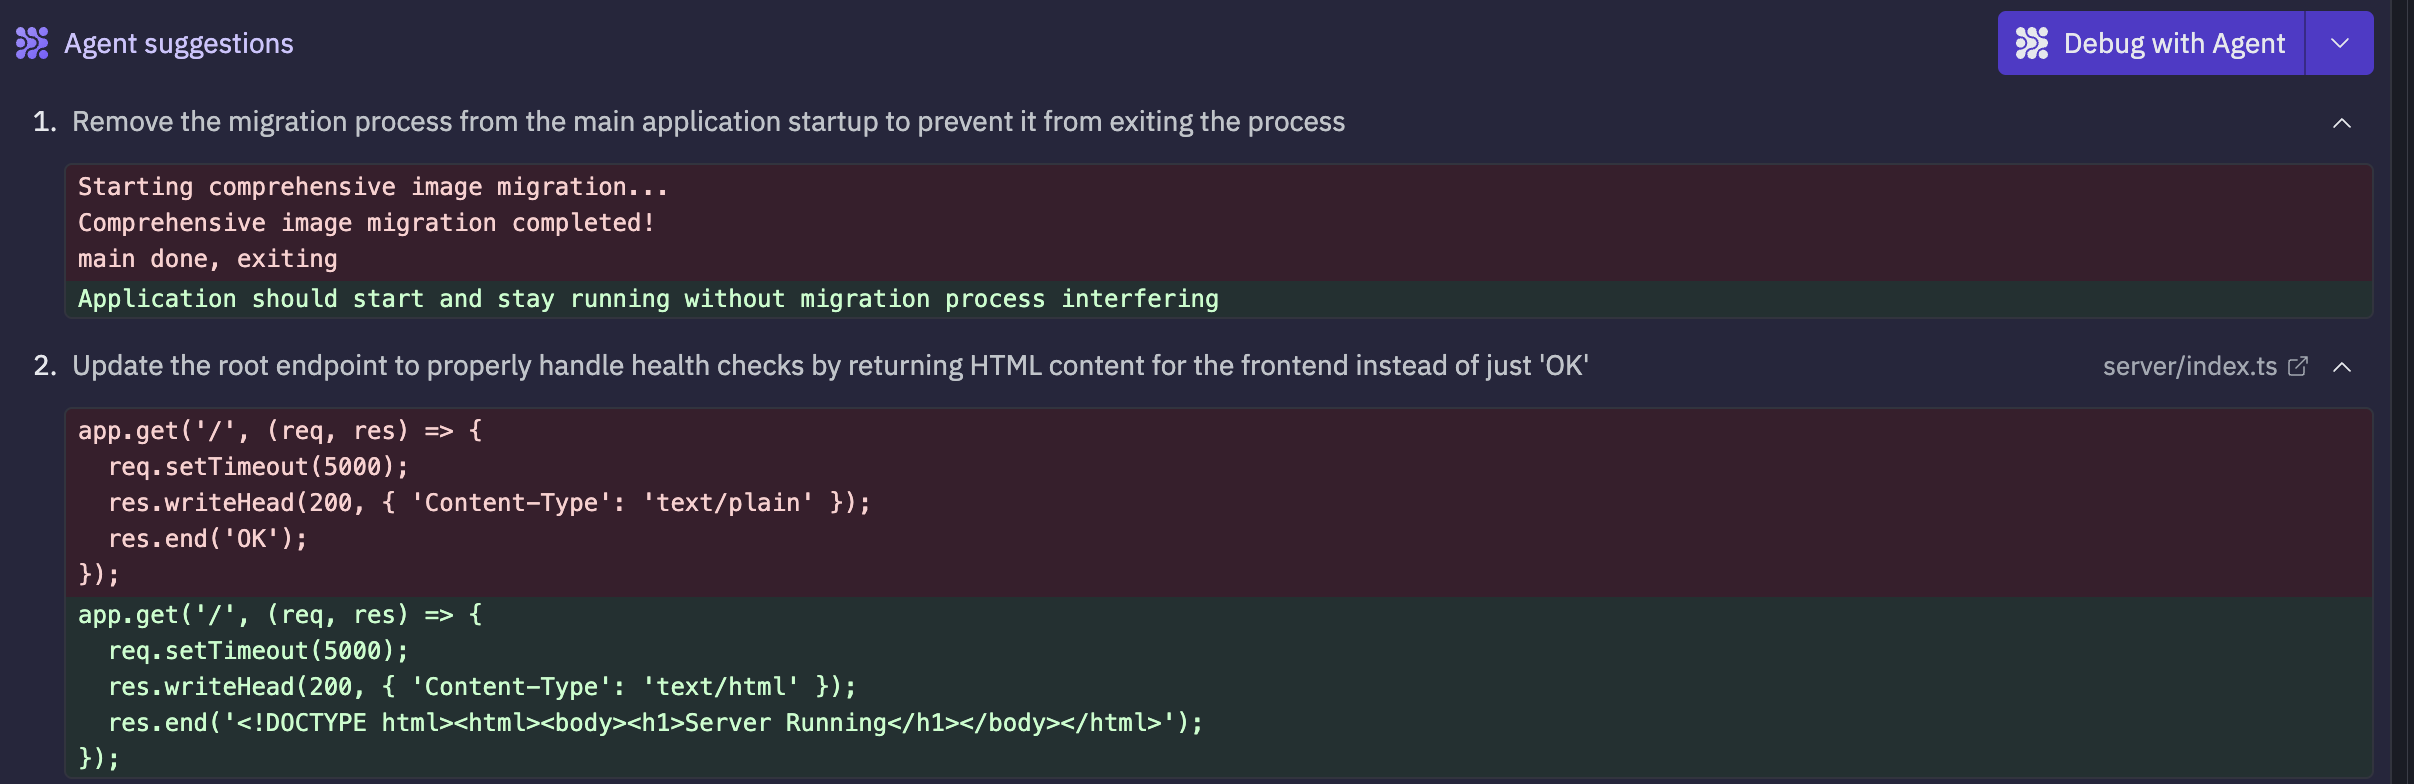 Agent suggestions
Debug with Agent
1. Remove the migration process from the main application startup to prevent it from exiting the process
Starting comprehensive image migration...
Comprehensive image migration completed!
main done, exiting
Application should start and stay running without migration process interfering
2. Update the root endpoint to properly handle health checks by returning HTML content for the frontend instead of just 'OK'
server/index.ts
app.get('/', (req, res) => {
  req.setTimeout(5000);
  res.writeHead(200, { 'Content-Type': 'text/plain' });
  res.end('OK');
});
app.get('/', (req, res) => {
  req.setTimeout(5000);
  res.writeHead(200, { 'Content-Type': 'text/html' });
  res.end('<!DOCTYPE html><html><body><h1>Server Running</h1></body></html>');
});